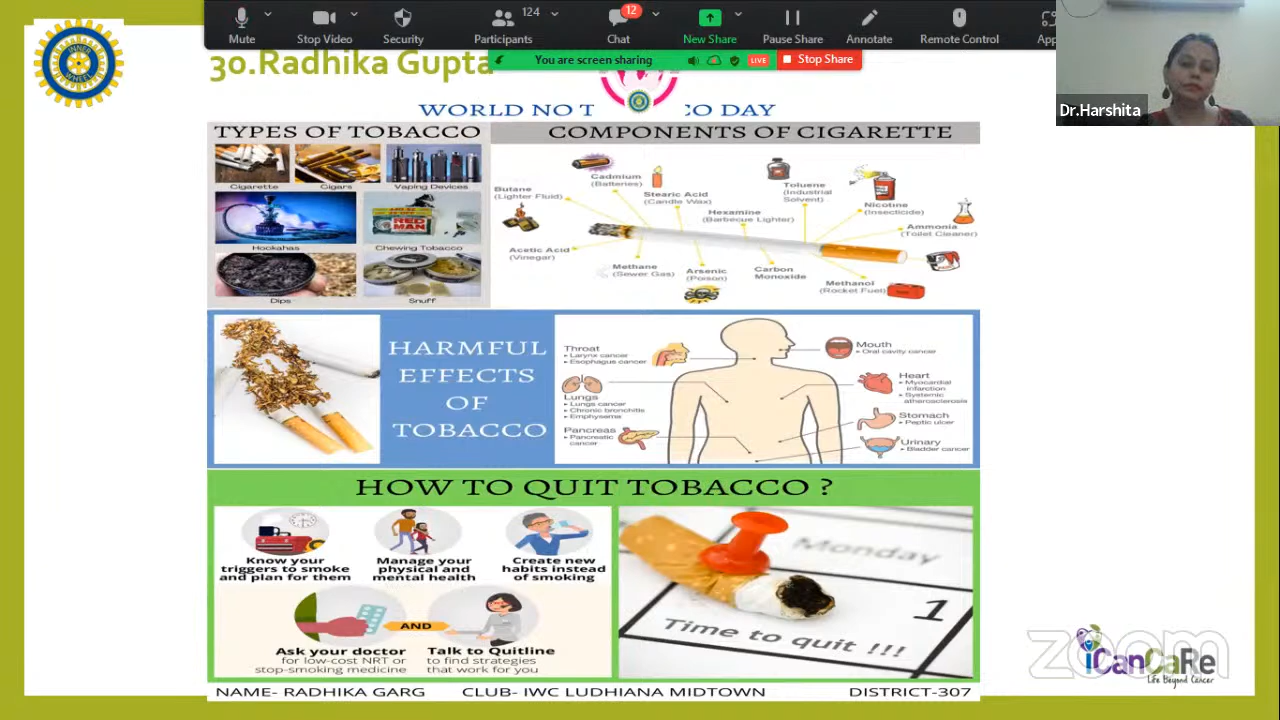 Mute
Stop Video
Security
Participants 124
Chat 12
New Share
Pause Share
Annotate
Remote Control
App
You are screen sharing
LIVE
Stop Share
Dr.Harshita
INNER
WHEEL
30.Radhika Gupta
WORLD NO T CO DAY
TYPES OF TOBACCO
Cigarette
Cigars
Vaping Devices
Hookahas
RED
MAN
Chewing Tobacco
Dips
Snuff
COMPONENTS OF CIGARETTE
Butane
(Lighter Fluid)
Cadmium
(Batteries)
Stearic Acid
(Candle Wax)
Hexamine
(Barbecue Lighter)
Toluene
(Industrial
Solvent)
Nicotine
(Insecticide)
Ammonia
(Toilet Cleaner)
Acetic Acid
(Vinegar)
Methane
(Sewer Gas)
Arsenic
(Poison)
Carbon
Monoxide
Methanol
(Rocket Fuel)
HARMFUL
EFFECTS
OF
TOBACCO
Throat
Larynx cancer
Esophagus cancer
Lungs
Lungs cancer
Chronic bronchitis
Emphysema
Pancreas
Pancreatic
cancer
Mouth
Oral cavity cancer
Heart
Myocardial
infarction
Systemic
atherosclerosis
Stomach
Peptic ulcer
Urinary
Bladder cancer
HOW TO QUIT TOBACCO ?
Know your
triggers to smoke
and plan for them
Manage your
physical and
mental health
Create new
habits instead
of smoking
AND
Ask your doctor
for low-cost NRT or
stop-smoking medicine
Talk to Quitline
to find strategies
that work for you
Monday
1
Time to quit !!!
NAME- RADHIKA GARG CLUB- IWC LUDHIANA MIDTOWN DISTRICT-307
zoom
iCanCaRe
Life Beyond Cancer